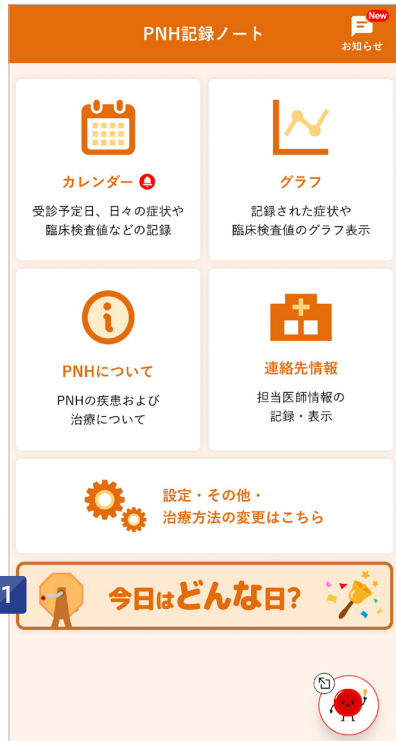 PNH記録ノート
New
お知らせ
カレンダー
受診予定日、日々の症状や
臨床検査値などの記録
グラフ
記録された症状や
臨床検査値のグラフ表示
PNHについて
PNHの疾患および
治療について
連絡先情報
担当医師情報の
記録・表示
設定・その他・
治療方法の変更はこちら
1
今日はどんな日?